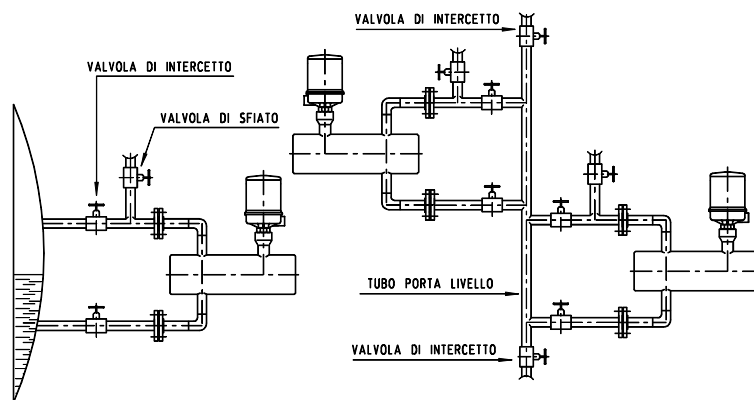 VALVOLA DI INTERCETTO
VALVOLA DI INTERCETTO
VALVOLA DI SFIATO
TUBO PORTA LIVELLO
VALVOLA DI INTERCETTO